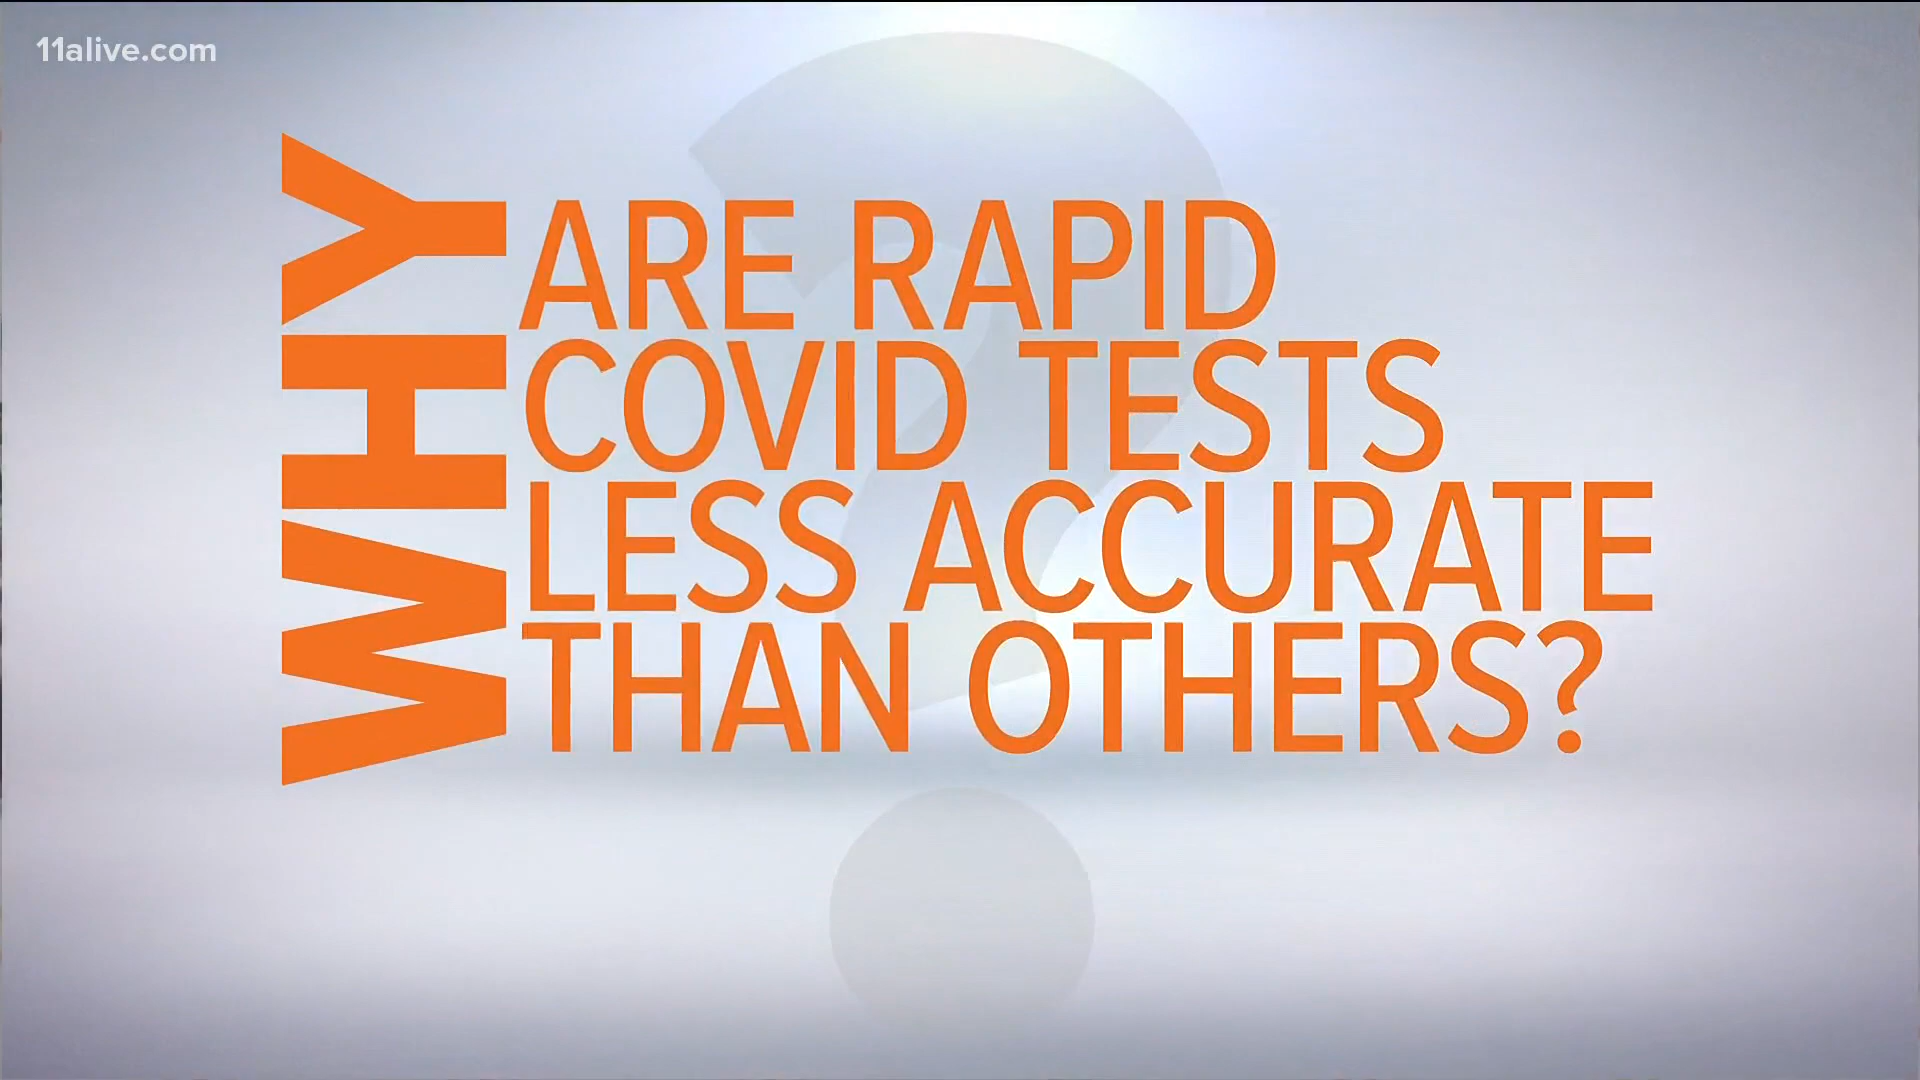 11alive.com
WHY
ARE RAPID
COVID TESTS
LESS ACCURATE
THAN OTHERS?